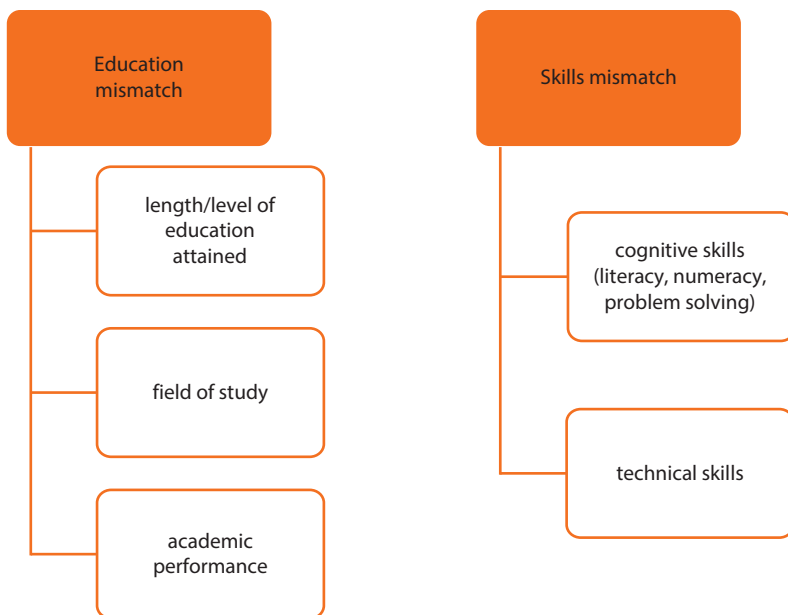 Education
mismatch
length/level of
education
attained
field of study
academic
performance
Skills mismatch
cognitive skills
(literacy, numeracy,
problem solving)
technical skills